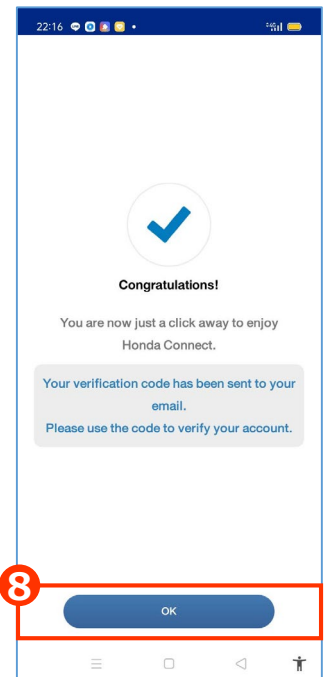 22:16
Congratulations!
You are now just a click away to enjoy
Honda Connect.
Your verification code has been sent to your
email.
Please use the code to verify your account.
8
OK